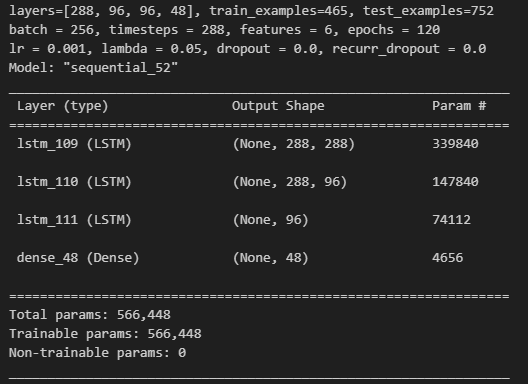 layers=[288, 96, 96, 48], train_examples=465, test_examples=752
batch = 256, timesteps = 288, features = 6, epochs = 120
lr = 0.001, lambda = 0.05, dropout = 0.0, recurr_dropout = 0.0
Model: "sequential_52"
_________________________________________________________________
Layer (type) Output Shape Param #
=================================================================
lstm_109 (LSTM) (None, 288, 288) 339840
lstm_110 (LSTM) (None, 288, 96) 147840
lstm_111 (LSTM) (None, 96) 74112
dense_48 (Dense) (None, 48) 4656
=================================================================
Total params: 566,448
Trainable params: 566,448
Non-trainable params: 0
_________________________________________________________________